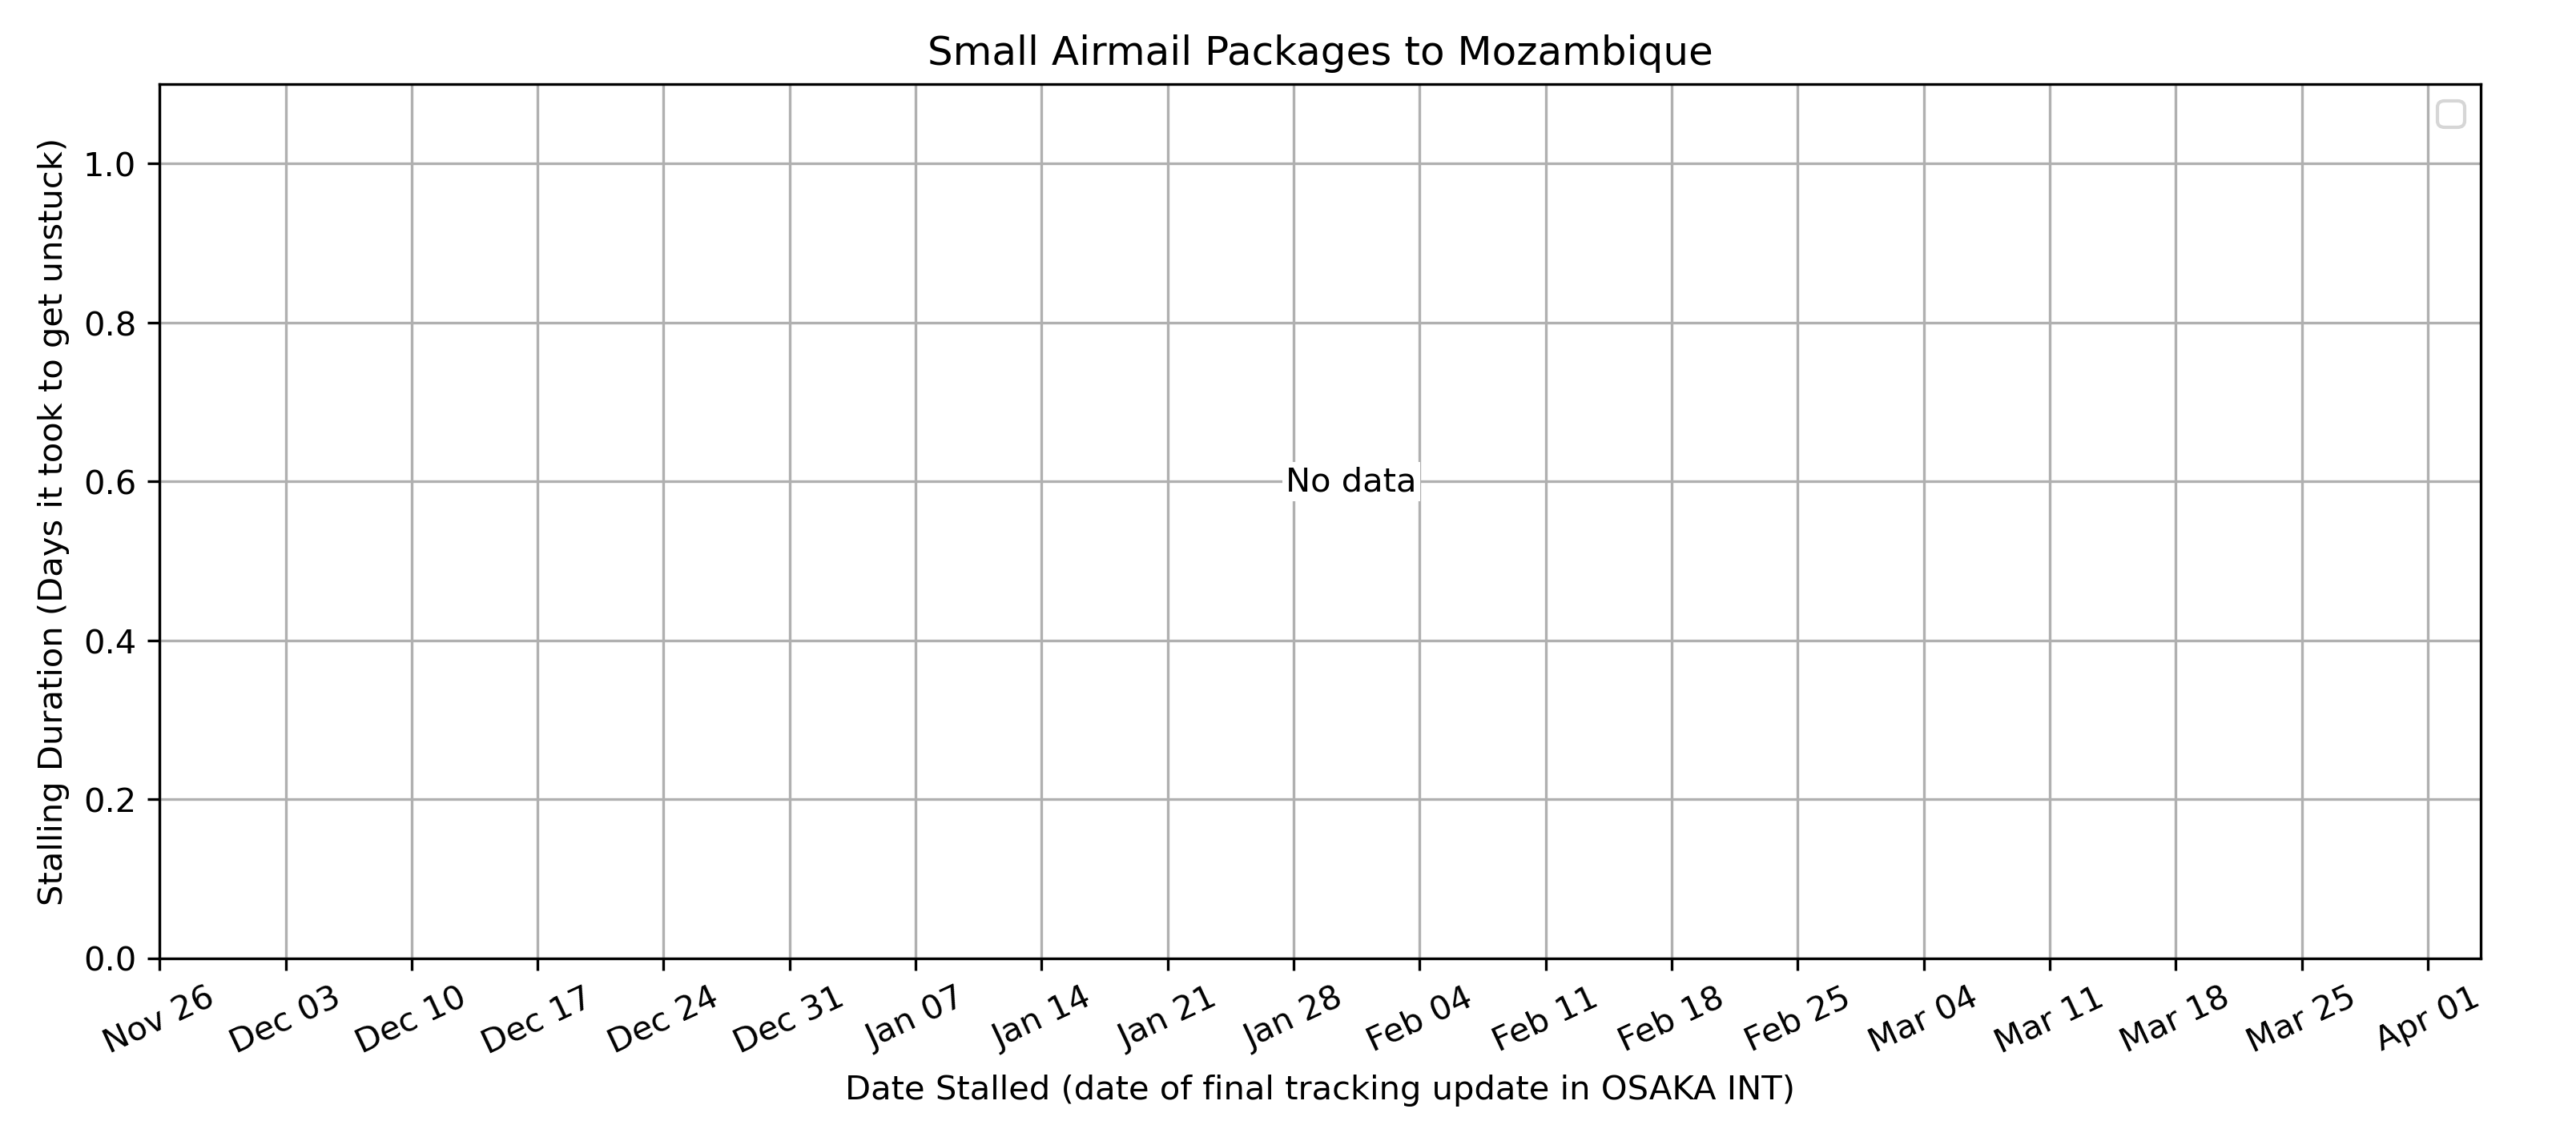 Small Airmail Packages to Mozambique
Stalling Duration (Days it took to get unstuck)
1.0
0.8
0.6
0.4
0.2
0.0
No data
Nov 26
Dec 03
Dec 10
Dec 17
Dec 24
Dec 31
Jan 07
Jan 14
Jan 21
Jan 28
Feb 04
Feb 11
Feb 18
Feb 25
Mar 04
Mar 11
Mar 18
Mar 25
Apr 01
Date Stalled (date of final tracking update in OSAKA INT)